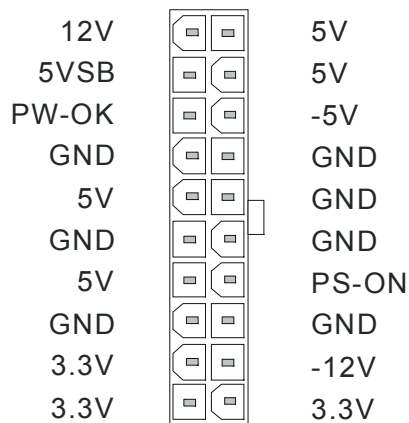 12V 5V
5VSB 5V
PW-OK -5V
GND GND
5V GND
GND GND
5V PS-ON
GND GND
3.3V -12V
3.3V 3.3V